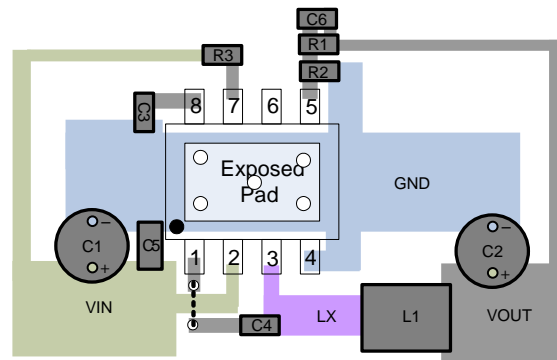 C6
R1
R3
R2
C3
8 7 6 5
Exposed
Pad
GND
C1
−
+
C5
C2
−
+
1 2 3 4
VIN
C4
LX
L1
VOUT